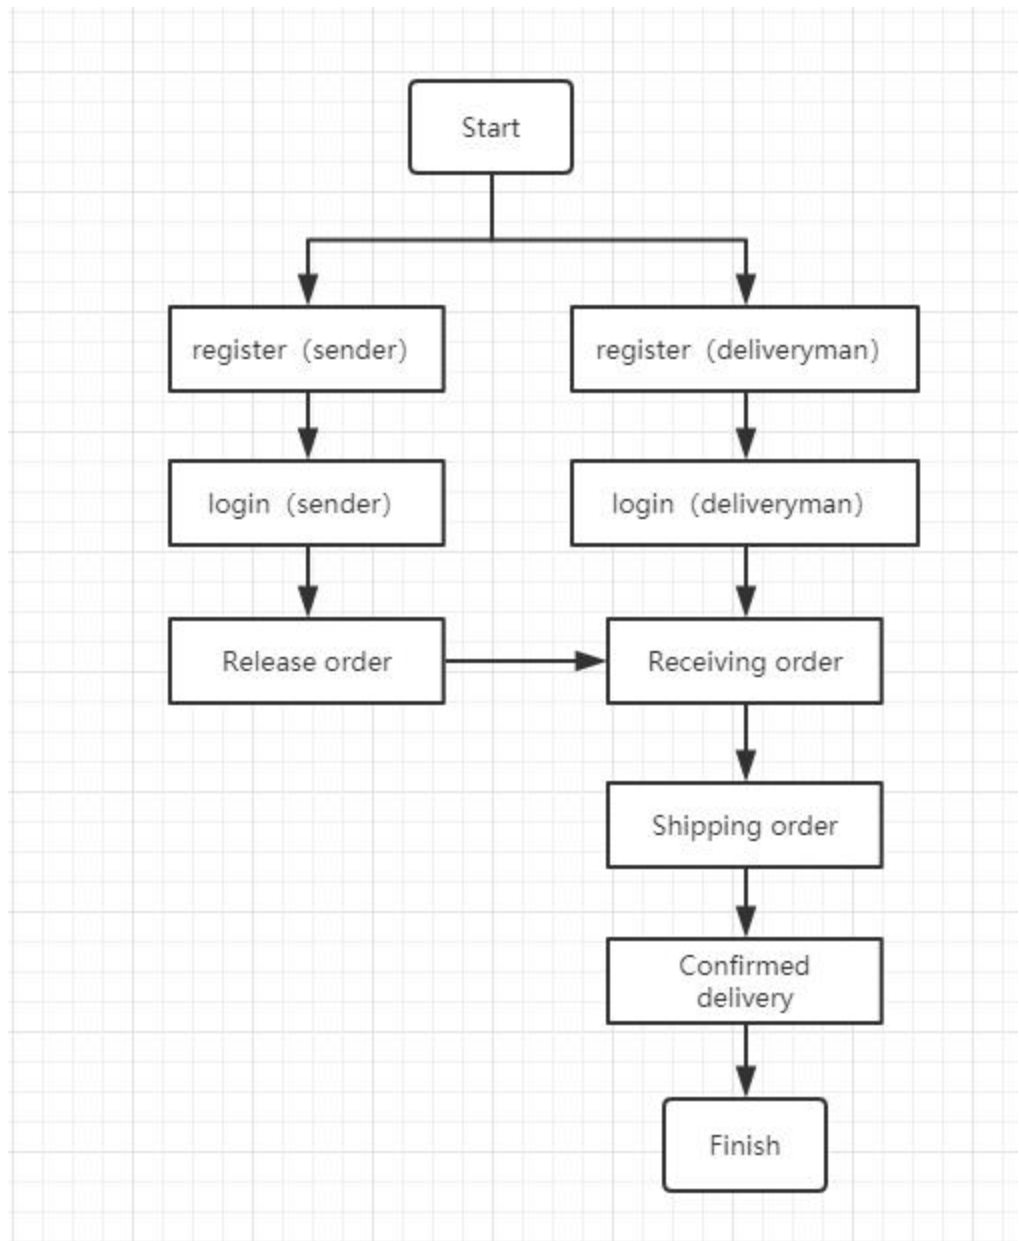 Start
register（sender）
register（deliveryman）
login（sender）
login（deliveryman）
Release order
Receiving order
Shipping order
Confirmed
delivery
Finish